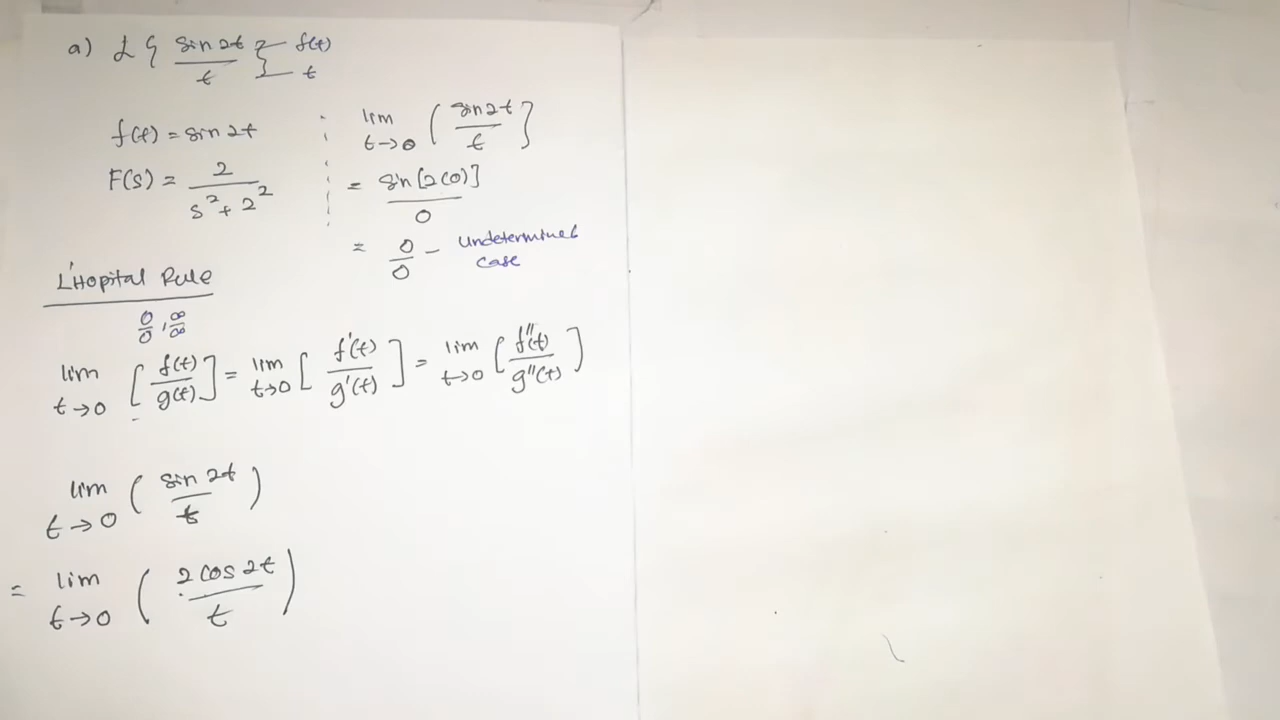 a) ℒ { sin 2t / t } f(t) / t
f(t) = sin 2t
F(s) = 2 / s² + 2²
lim t→0 ( sin 2t / t }
= sin [2(0)] / 0
= 0/0 - undetermined case
L'Hopital Rule
0/0 , ∞/∞
lim t→0 [ f(t) / g(t) ] = lim t→0 [ f'(t) / g'(t) ] = lim t→0 [ f''(t) / g''(t) ]
lim t→0 ( sin 2t / t )
= lim t→0 ( 2 cos 2t / t )